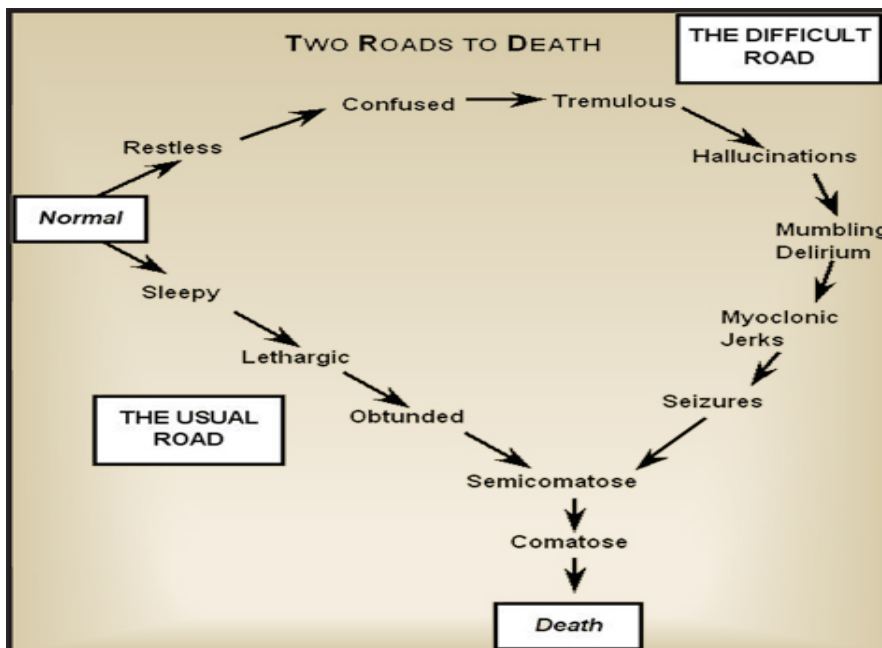 TWO ROADS TO DEATH
THE DIFFICULT
ROAD
Confused
Tremulous
Restless
Hallucinations
Normal
Mumbling
Delirium
Sleepy
Myoclonic
Jerks
Lethargic
Seizures
THE USUAL
ROAD
Obtunded
Semicomatose
Comatose
Death